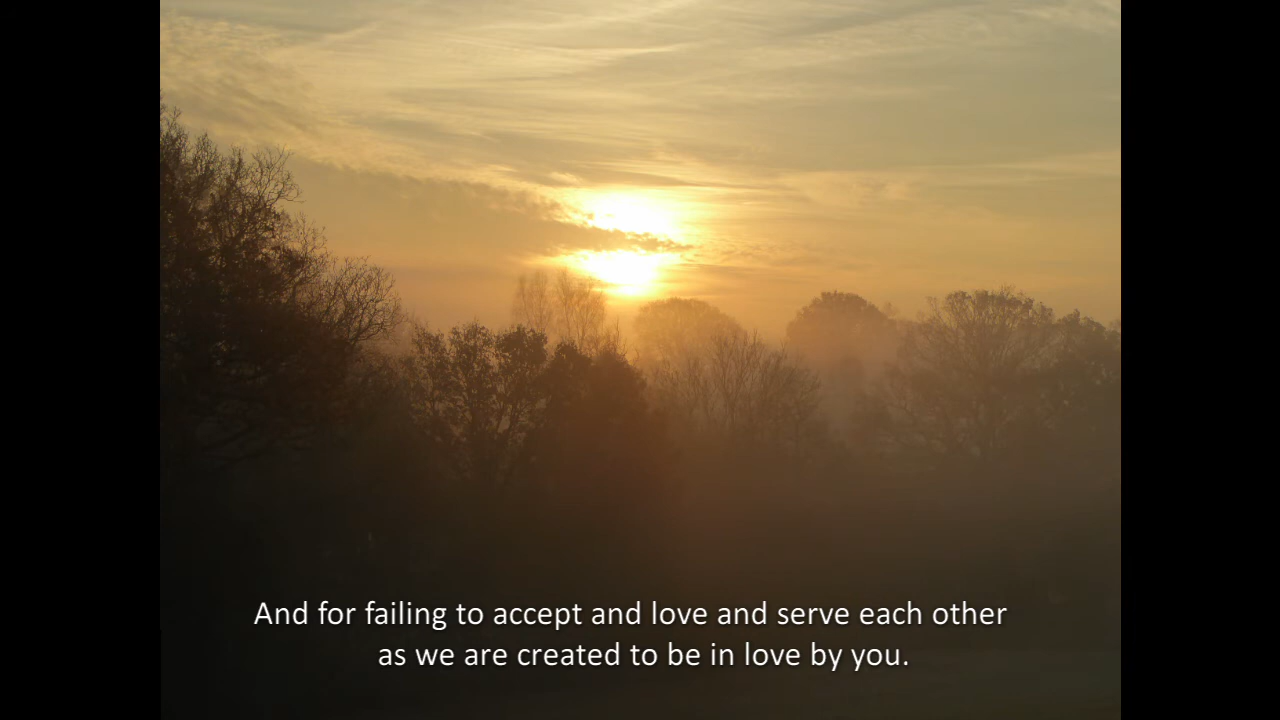 And for failing to accept and love and serve each other
as we are created to be in love by you.